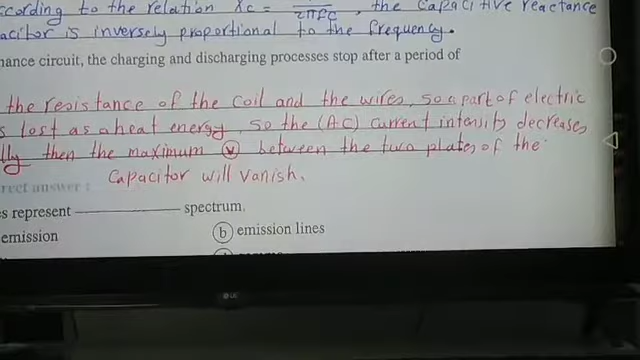 ccording to the relation Xc = 1/2πfc, the capacitive reactance
acitor is inversely proportional to the frequency.
nance circuit, the charging and discharging processes stop after a period of
the resistance of the coil and the wires, so a part of electric
s lost as a heat energy, so the (A.C) current intensity decreases
lly then the maximum (V) between the two plates of the
capacitor will vanish.
rrect answer :
es represent ________ spectrum.
emission
b emission lines
LG